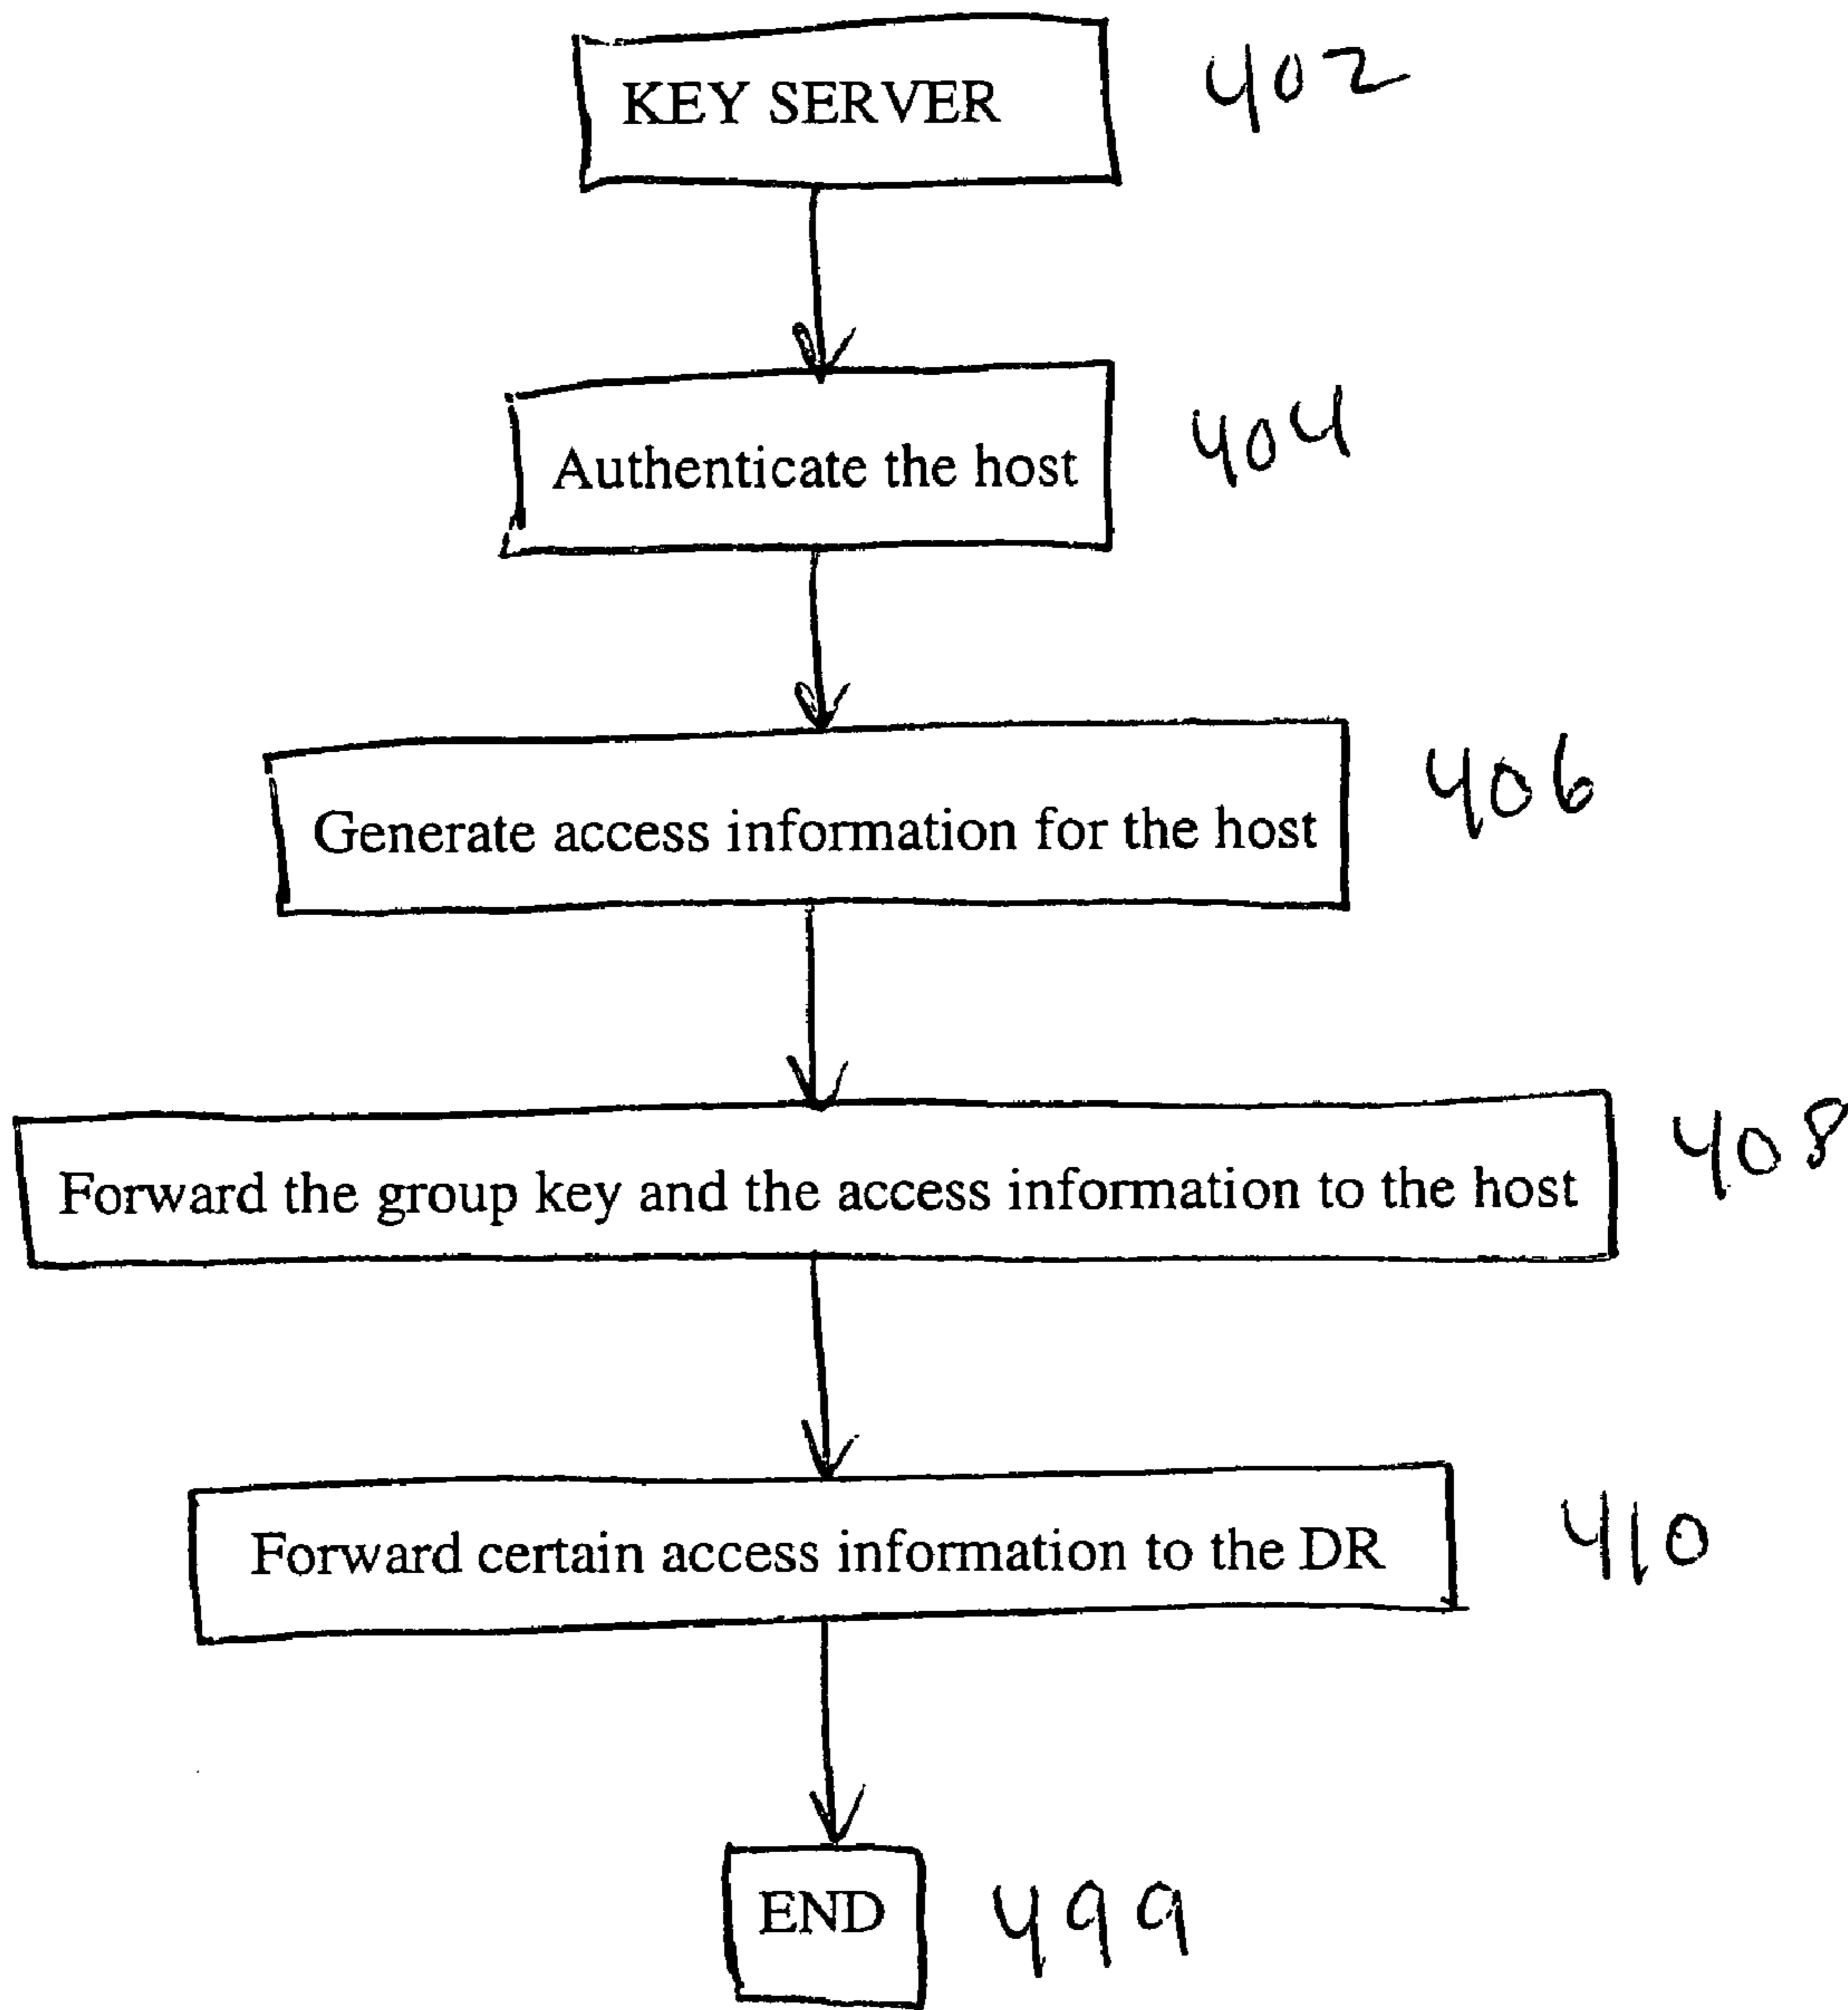 KEY SERVER 402
Authenticate the host 404
Generate access information for the host 406
Forward the group key and the access information to the host 408
Forward certain access information to the DR 410
END 499